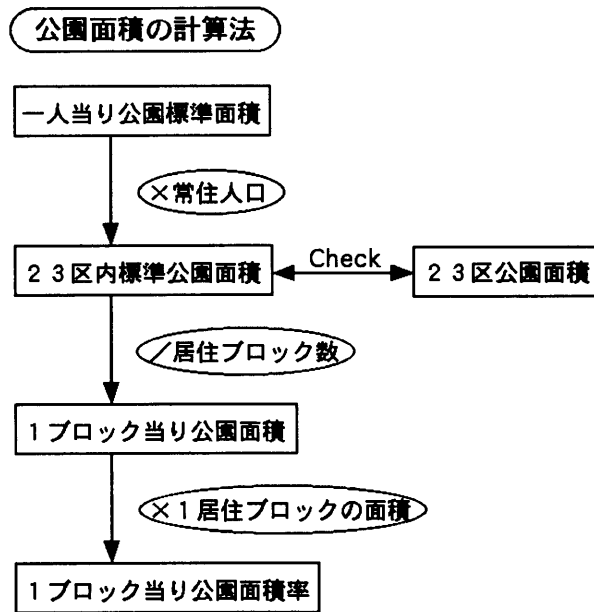 公園面積の計算法
一人当り公園標準面積
×常住人口
２３区内標準公園面積
Check
２３区公園面積
／居住ブロック数
１ブロック当り公園面積
×１居住ブロックの面積
１ブロック当り公園面積率